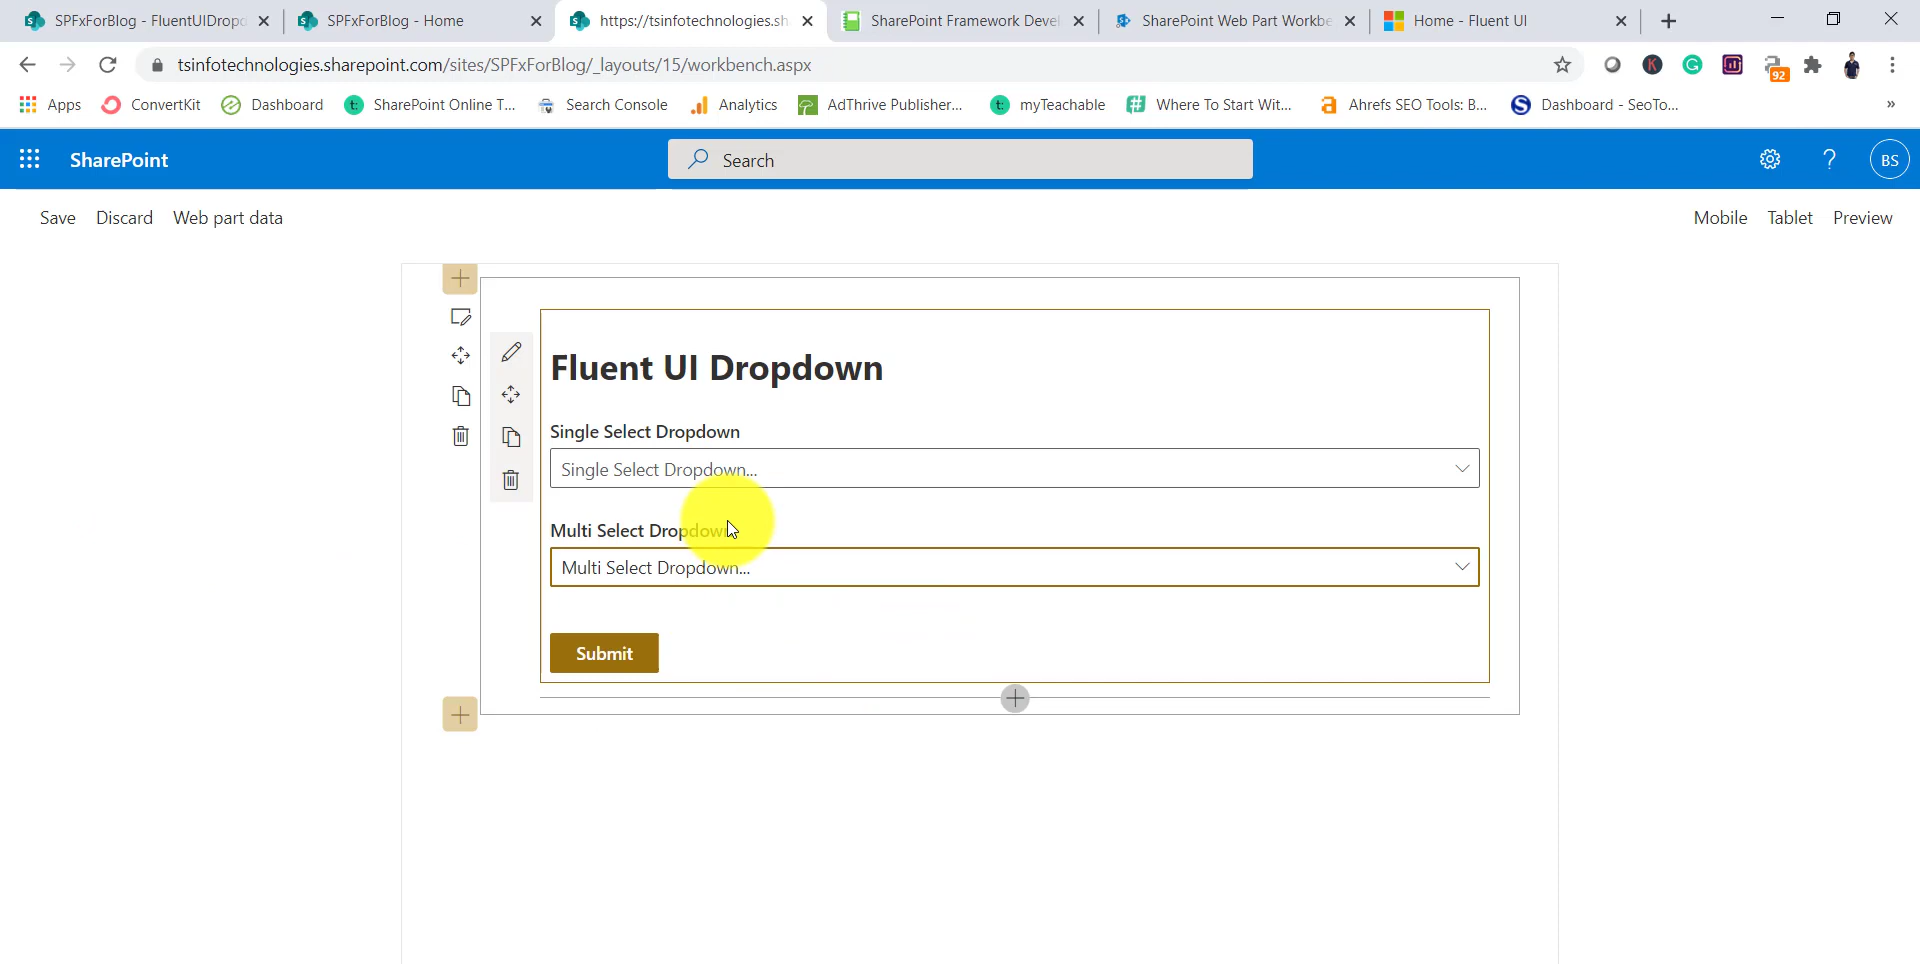 SPFxForBlog - FluentUIDropd
SPFxForBlog - Home
https://tsinfotechnologies.sh
SharePoint Framework Devel
SharePoint Web Part Workbe
Home - Fluent UI
tsinfotechnologies.sharepoint.com/sites/SPFxForBlog/_layouts/15/workbench.aspx
K
G
92
Apps
ConvertKit
Dashboard
SharePoint Online T...
Search Console
Analytics
AdThrive Publisher...
myTeachable
Where To Start Wit...
Ahrefs SEO Tools: B...
Dashboard - SeoTo...
»
SharePoint
Search
?
BS
Save
Discard
Web part data
Mobile
Tablet
Preview
Fluent UI Dropdown
Single Select Dropdown
Single Select Dropdown...
Multi Select Dropdown
Multi Select Dropdown...
Submit